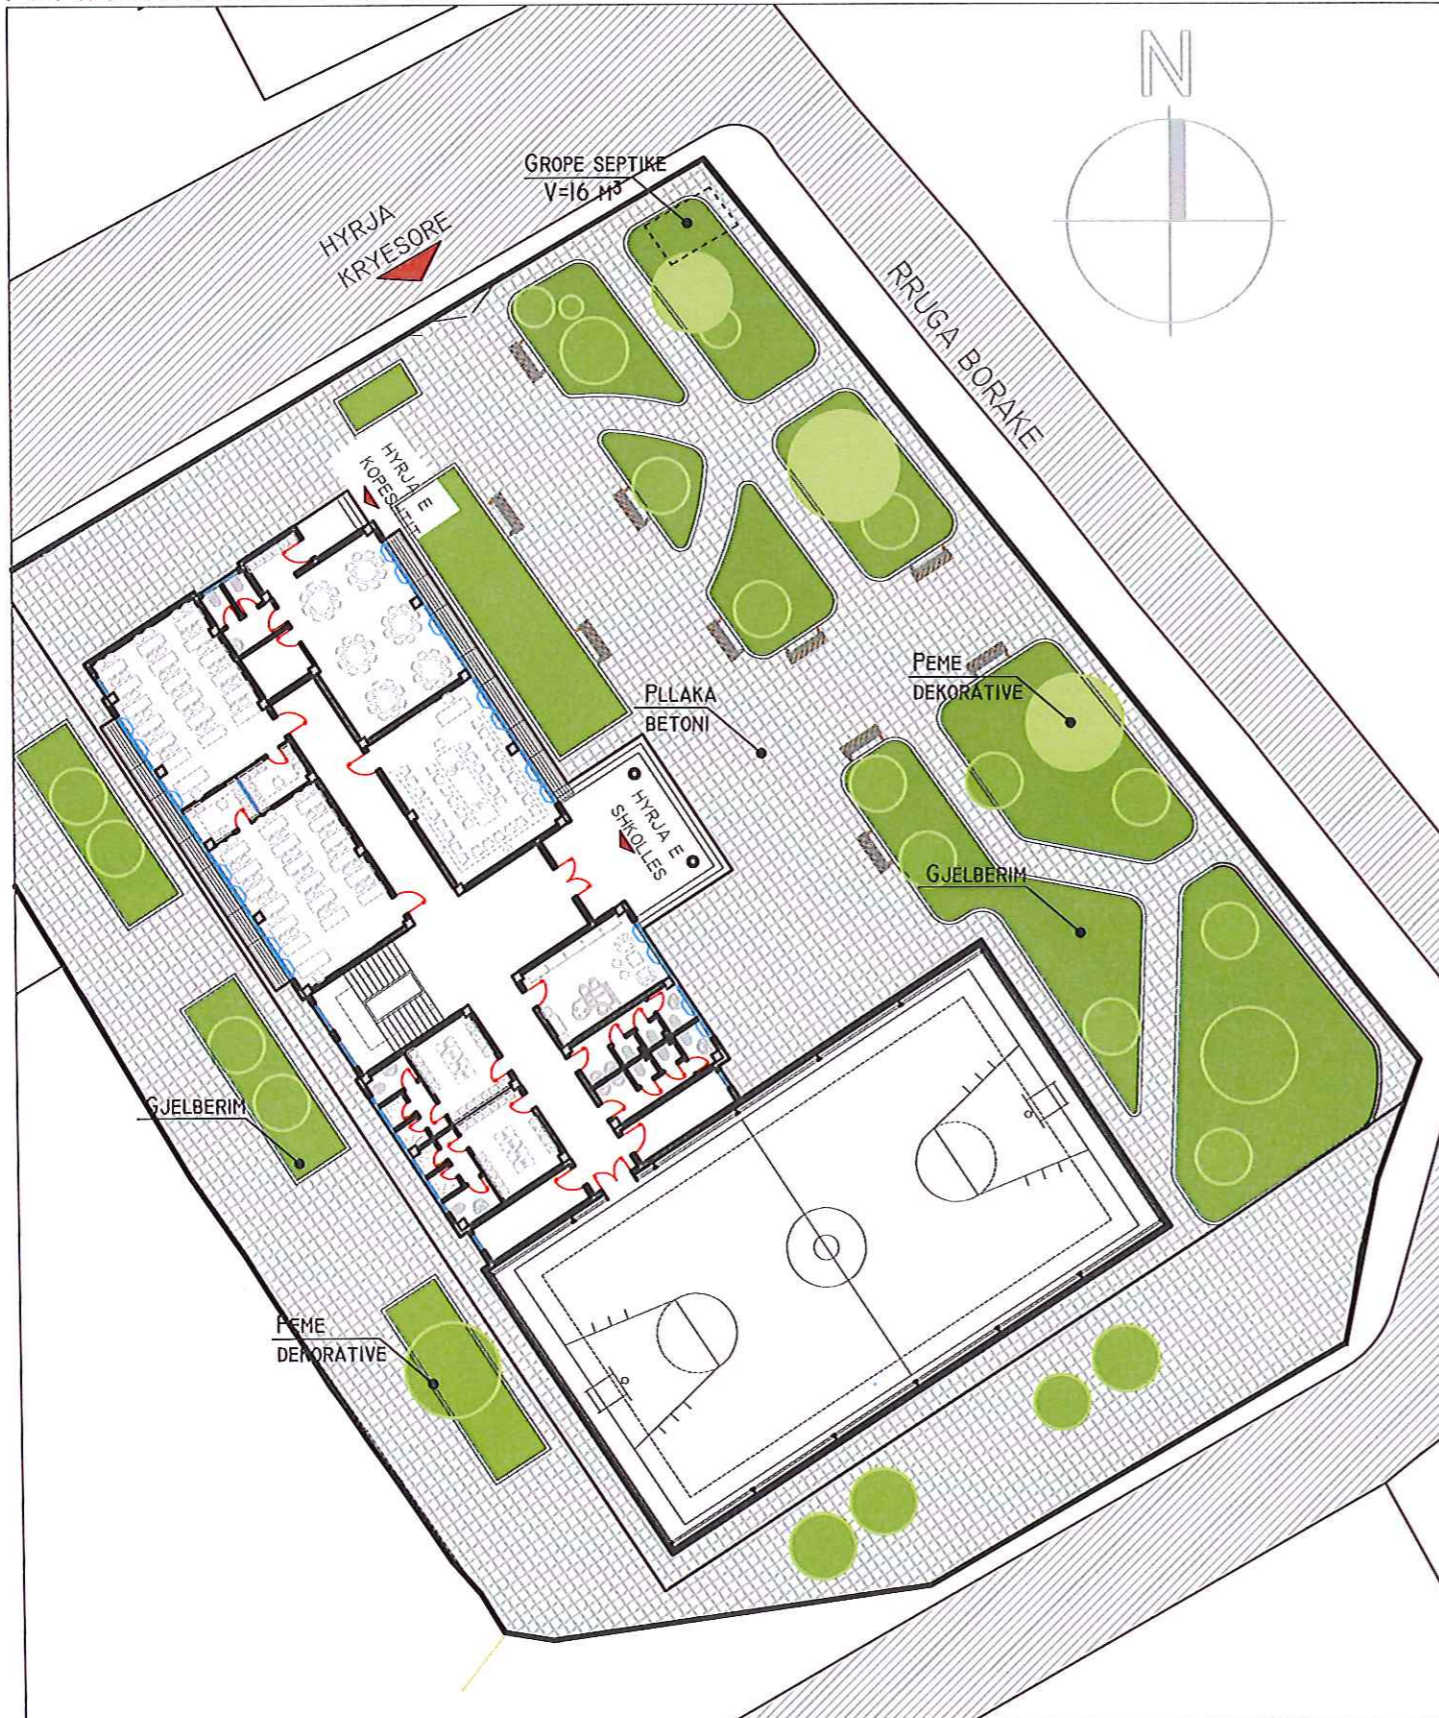 N
GROPE SEPTIKE
V=16 M³
HYRJA
KRYESORE
RRUGA BORAKE
HYRJA E
KOPESHTIT
PEME
DEKORATIVE
PLLAKA
BETONI
HYRJA E
SHKOLLES
GJELBERIM
GJELBERIM
PEME
DEKORATIVE